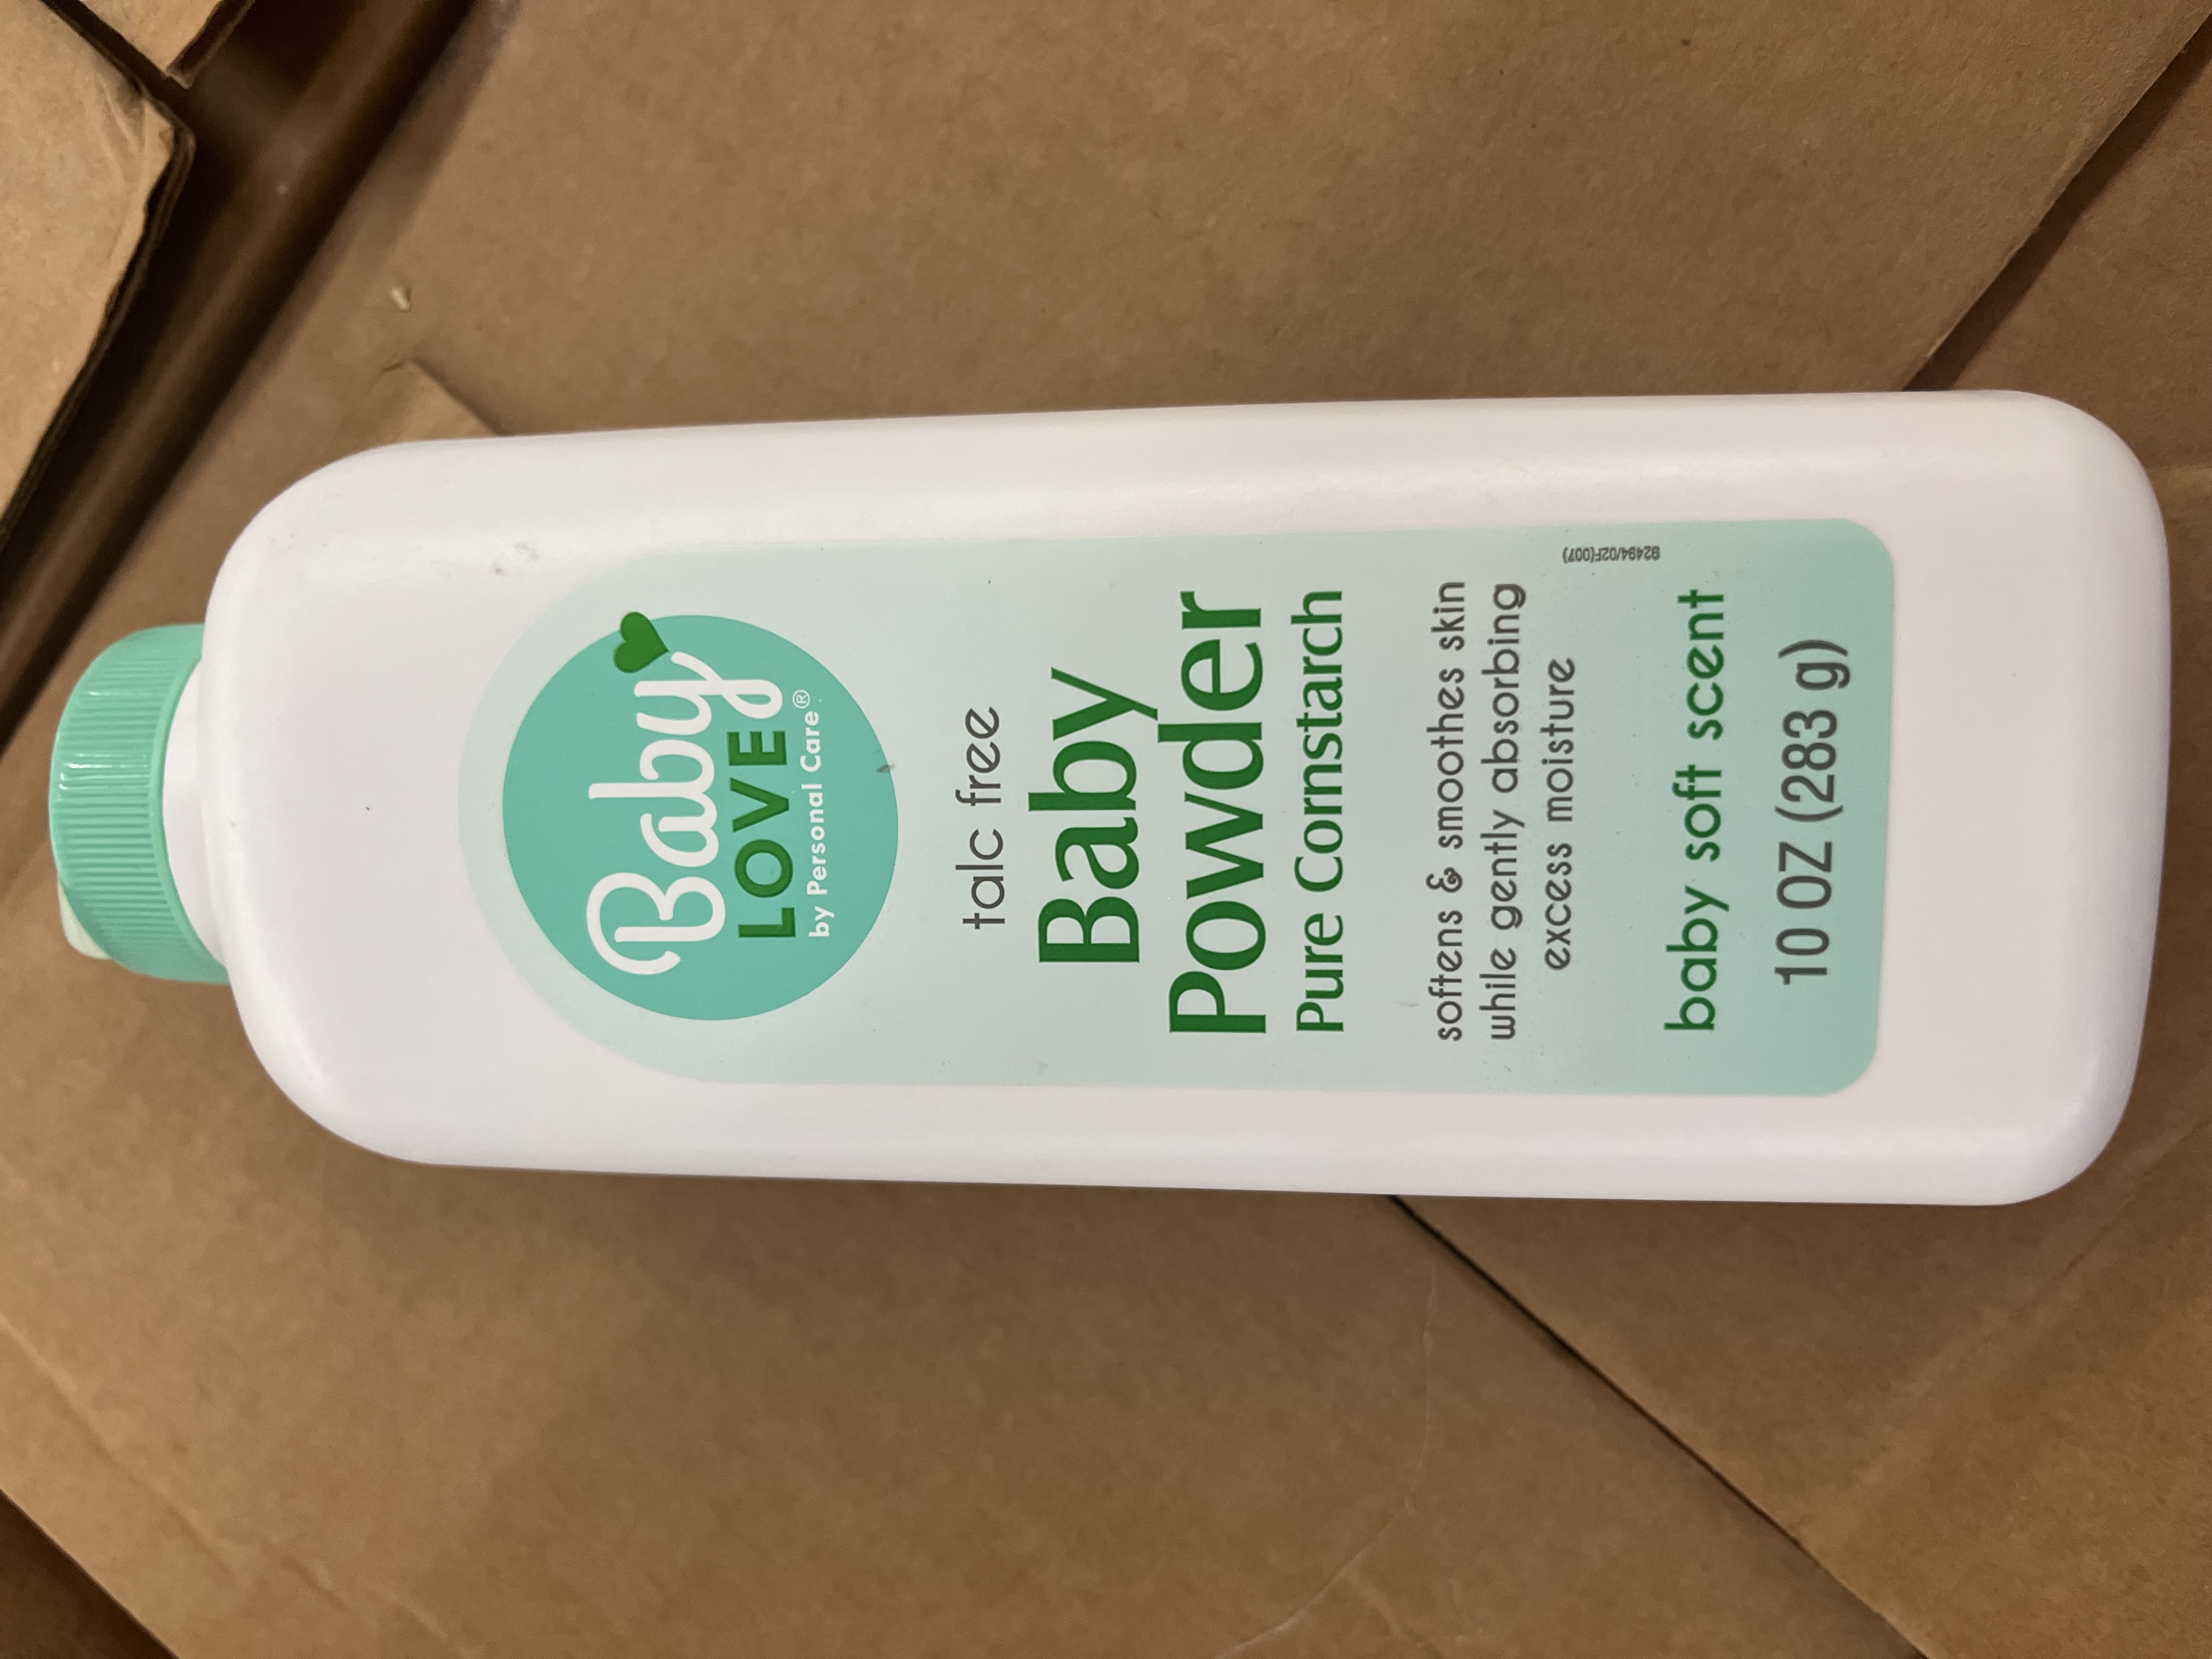 Baby
LOVE
by Personal Care®
talc free
Baby
Powder
Pure Cornstarch
softens & smoothes skin
while gently absorbing
excess moisture
92494/02F(007)
baby soft scent
10 OZ (283 g)